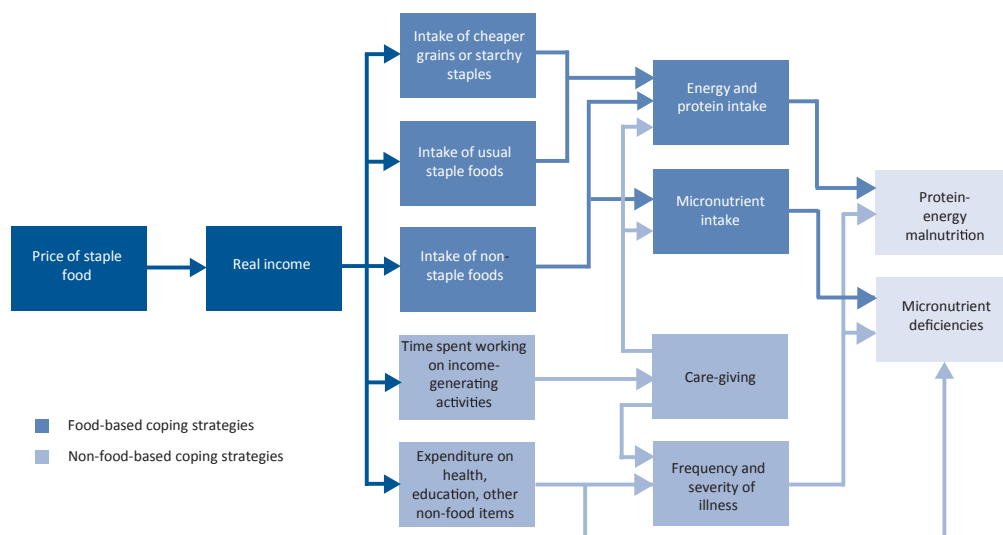 Intake of cheaper
grains or starchy
staples
Energy and
protein intake
Intake of usual
staple foods
Micronutrient
intake
Protein-
energy
malnutrition
Price of staple
food
Real income
Intake of non-
staple foods
Micronutrient
deficiencies
Time spent working
on income-
generating
activities
Care-giving
Food-based coping strategies
Non-food-based coping strategies
Expenditure on
health,
education, other
non-food items
Frequency and
severity of
illness